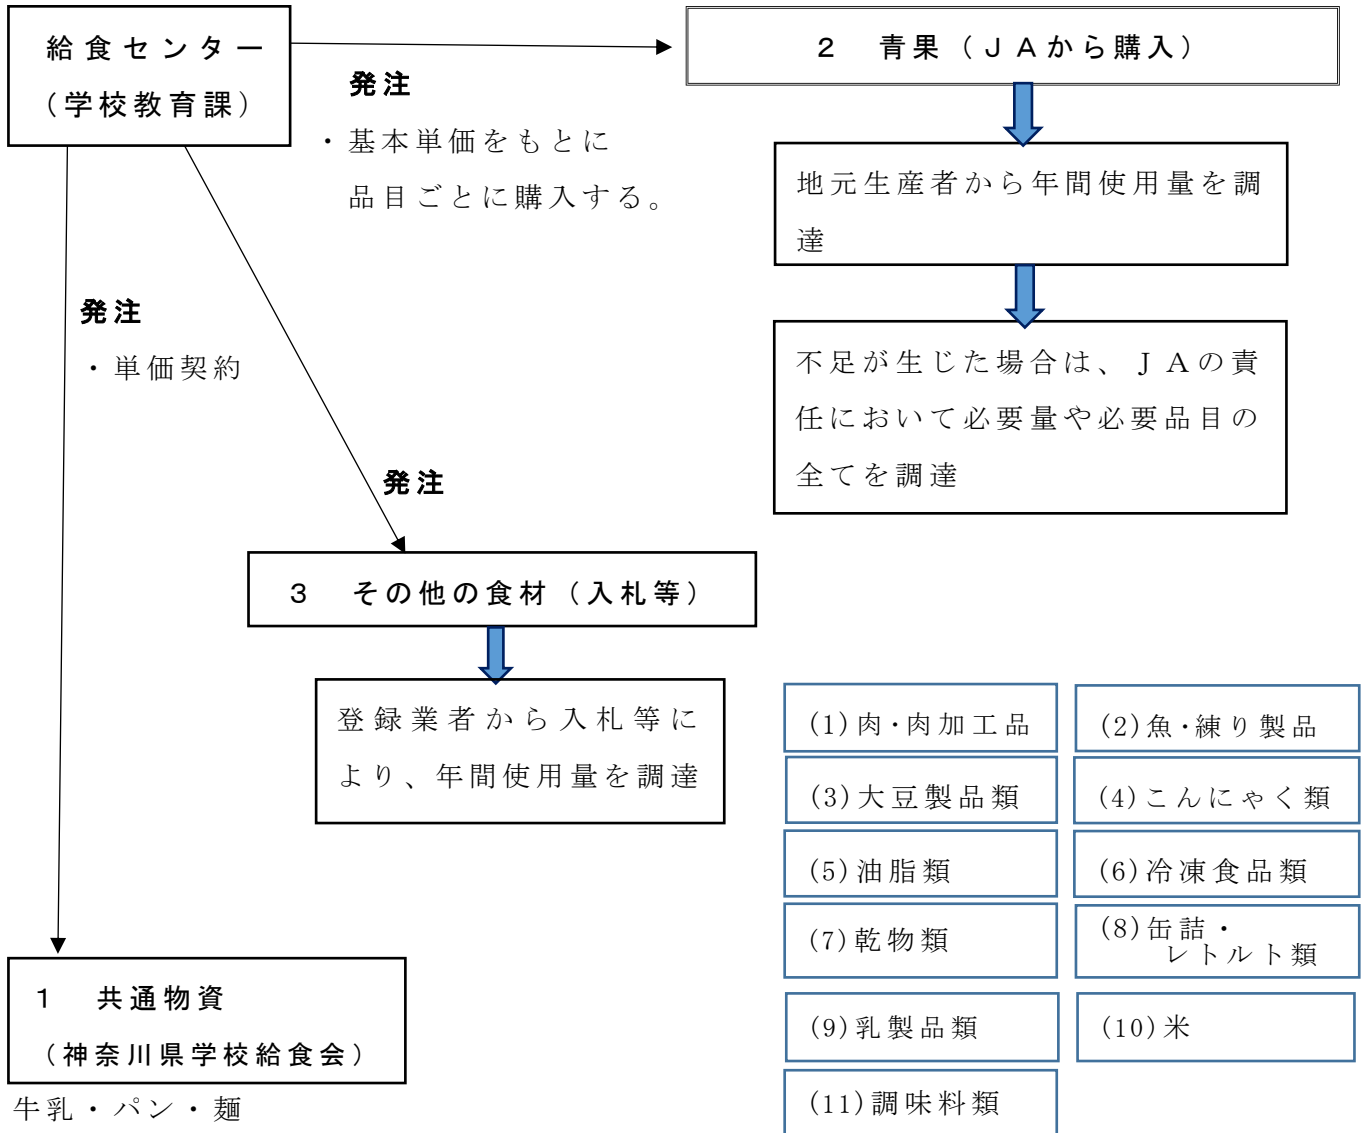 給食センター
（学校教育課）
発注
・基本単価をもとに
品目ごとに購入する。
2 青果（ＪＡから購入）
地元生産者から年間使用量を調
達
不足が生じた場合は、ＪＡの責
任において必要量や必要品目の
全てを調達
発注
・単価契約
発注
3 その他の食材（入札等）
登録業者から入札等に
より、年間使用量を調達
(1)肉・肉加工品
(2)魚・練り製品
(3)大豆製品類
(4)こんにゃく類
(5)油脂類
(6)冷凍食品類
(7)乾物類
(8)缶詰・
レトルト類
(9)乳製品類
(10)米
(11)調味料類
1 共通物資
（神奈川県学校給食会）
牛乳・パン・麺